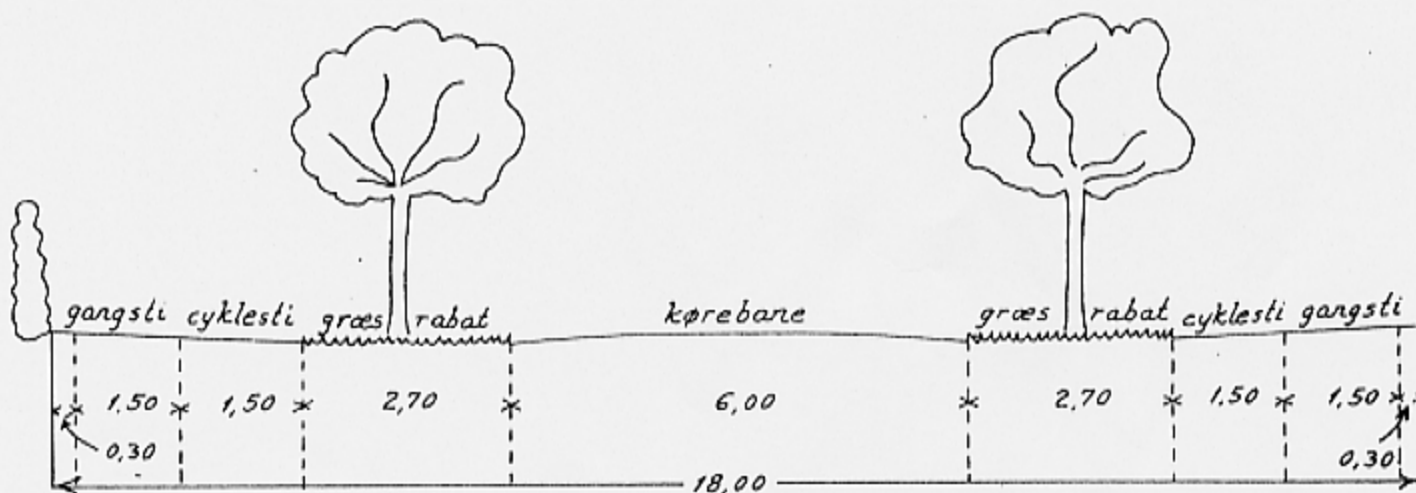 gangsti cyklesti græs rabat kørebane græs rabat cyklesti gangsti
1,50 1,50 2,70 6,00 2,70 1,50 1,50
0,30 0,30
18,00